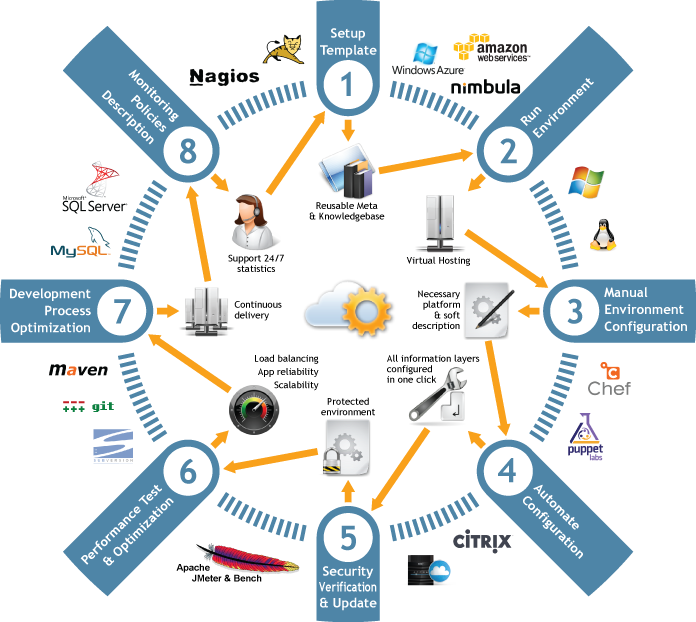 Setup
Template
1
Nagios
Windows Azure
amazon
webservices™
nimbula
Monitoring
Policies
Description
8
Run
Environment
2
Reusable Meta
& Knowledgebase
Microsoft®
SQL Server®
MySQL
Support 24/7
statistics
Virtual Hosting
Development
Process
Optimization
7
Continuous
delivery
Necessary
platform
& soft
description
3
Manual
Environment
Configuration
maven
git
SUBVERSION
Load balancing
App reliability
Scalability
All information layers
configured
in one click
Protected
environment
Chef
puppet
labs
6
Performance Test
& Optimization
4
Automate
Configuration
5
Security
Verification
& Update
Apache
JMeter & Bench
CITRIX